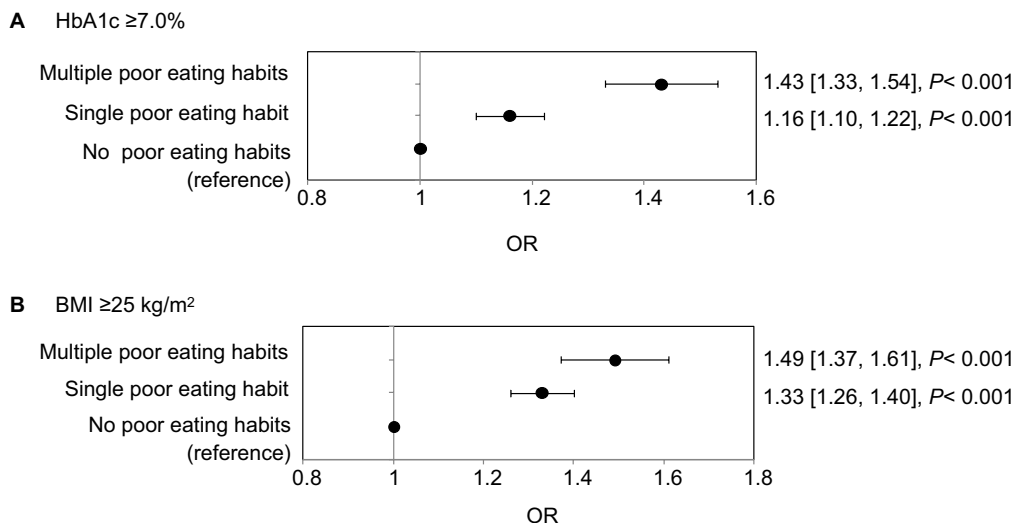 A HbA1c ≥7.0%
Multiple poor eating habits
1.43 [1.33, 1.54], P< 0.001
Single poor eating habit
1.16 [1.10, 1.22], P< 0.001
No poor eating habits
(reference)
0.8 1 1.2 1.4 1.6
OR
B BMI ≥25 kg/m²
Multiple poor eating habits
1.49 [1.37, 1.61], P< 0.001
Single poor eating habit
1.33 [1.26, 1.40], P< 0.001
No poor eating habits
(reference)
0.8 1 1.2 1.4 1.6 1.8
OR